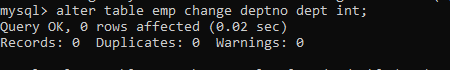 mysql> alter table emp change deptno dept int;
Query OK, 0 rows affected (0.02 sec)
Records: 0  Duplicates: 0  Warnings: 0